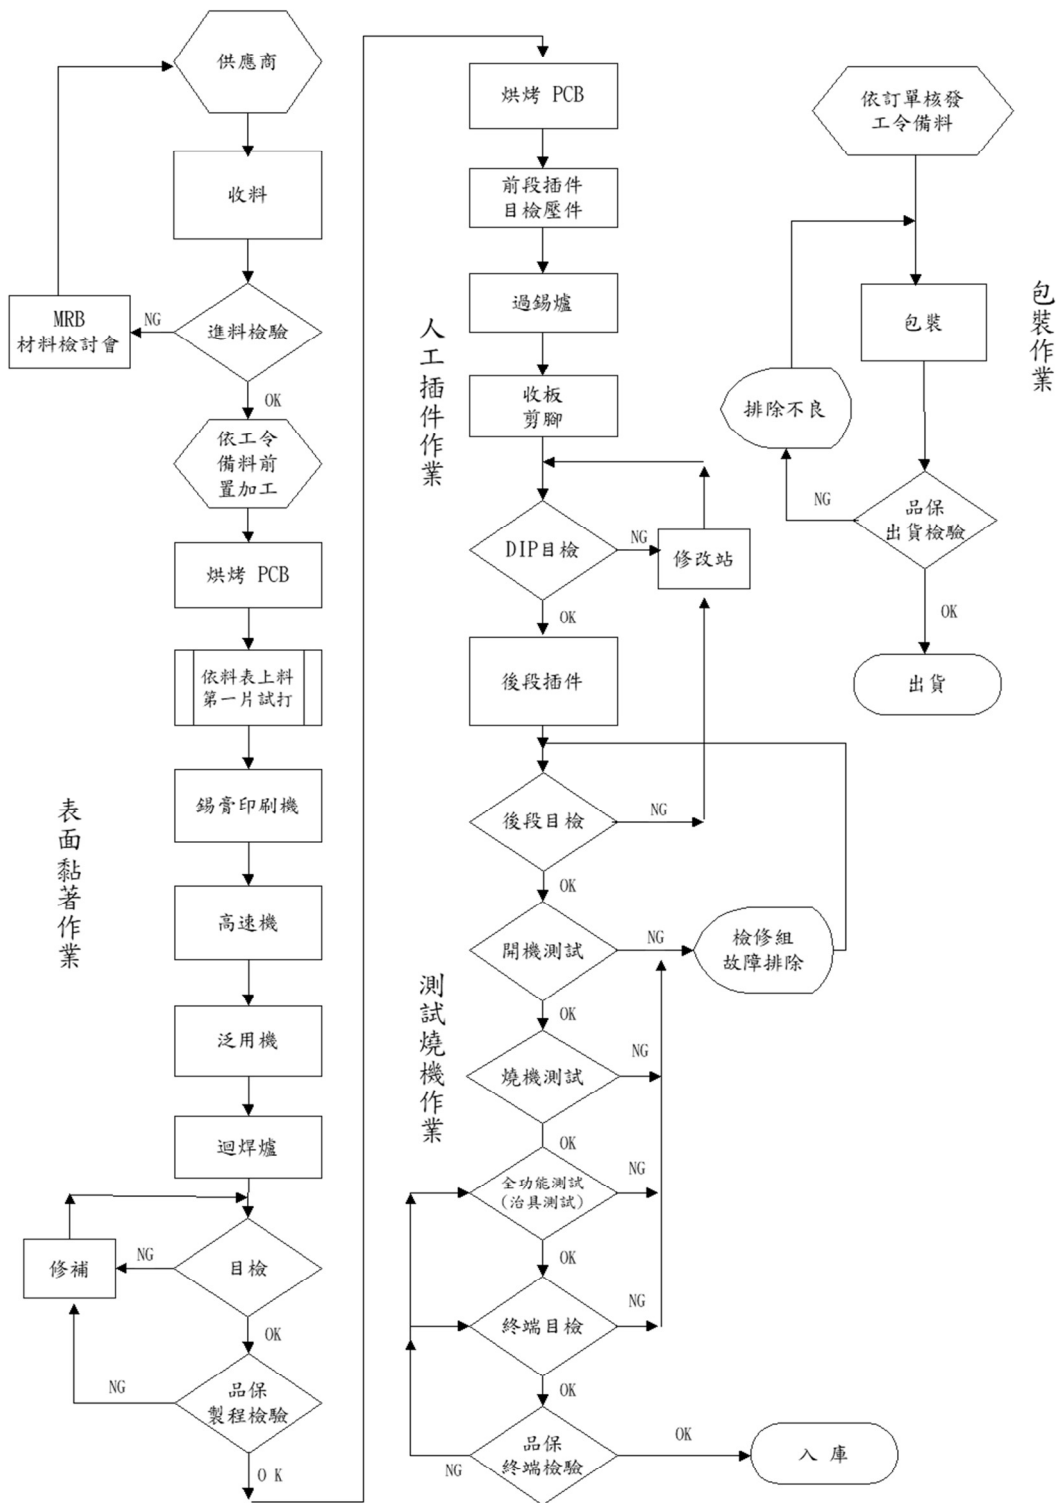 供應商
收料
進料檢驗
NG
MRB
材料檢討會
OK
依工令
備料前
置加工
烘烤 PCB
依料表上料
第一片試打
錫膏印刷機
高速機
泛用機
迴焊爐
修補
NG
目檢
OK
NG
品保
製程檢驗
O K
表面黏著作業
烘烤 PCB
前段插件
目檢壓件
過錫爐
收板
剪腳
DIP目檢
NG
修改站
OK
後段插件
後段目檢
NG
OK
開機測試
NG
檢修組
故障排除
OK
燒機測試
NG
OK
全功能測試
(治具測試)
NG
OK
終端目檢
NG
OK
品保
終端檢驗
NG
OK
入 庫
人工插件作業
測試燒機作業
依訂單核發
工令備料
包裝
排除不良
NG
品保
出貨檢驗
OK
出貨
包裝作業